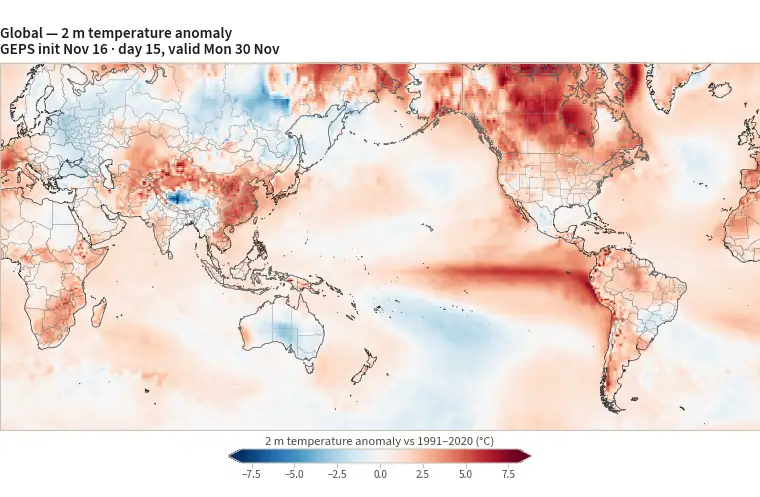 Global — 2 m temperature anomaly
GEPS init Nov 16 · day 15, valid Mon 30 Nov
2 m temperature anomaly vs 1991–2020 (°C)
−7.5 −5.0 −2.5 0.0 2.5 5.0 7.5